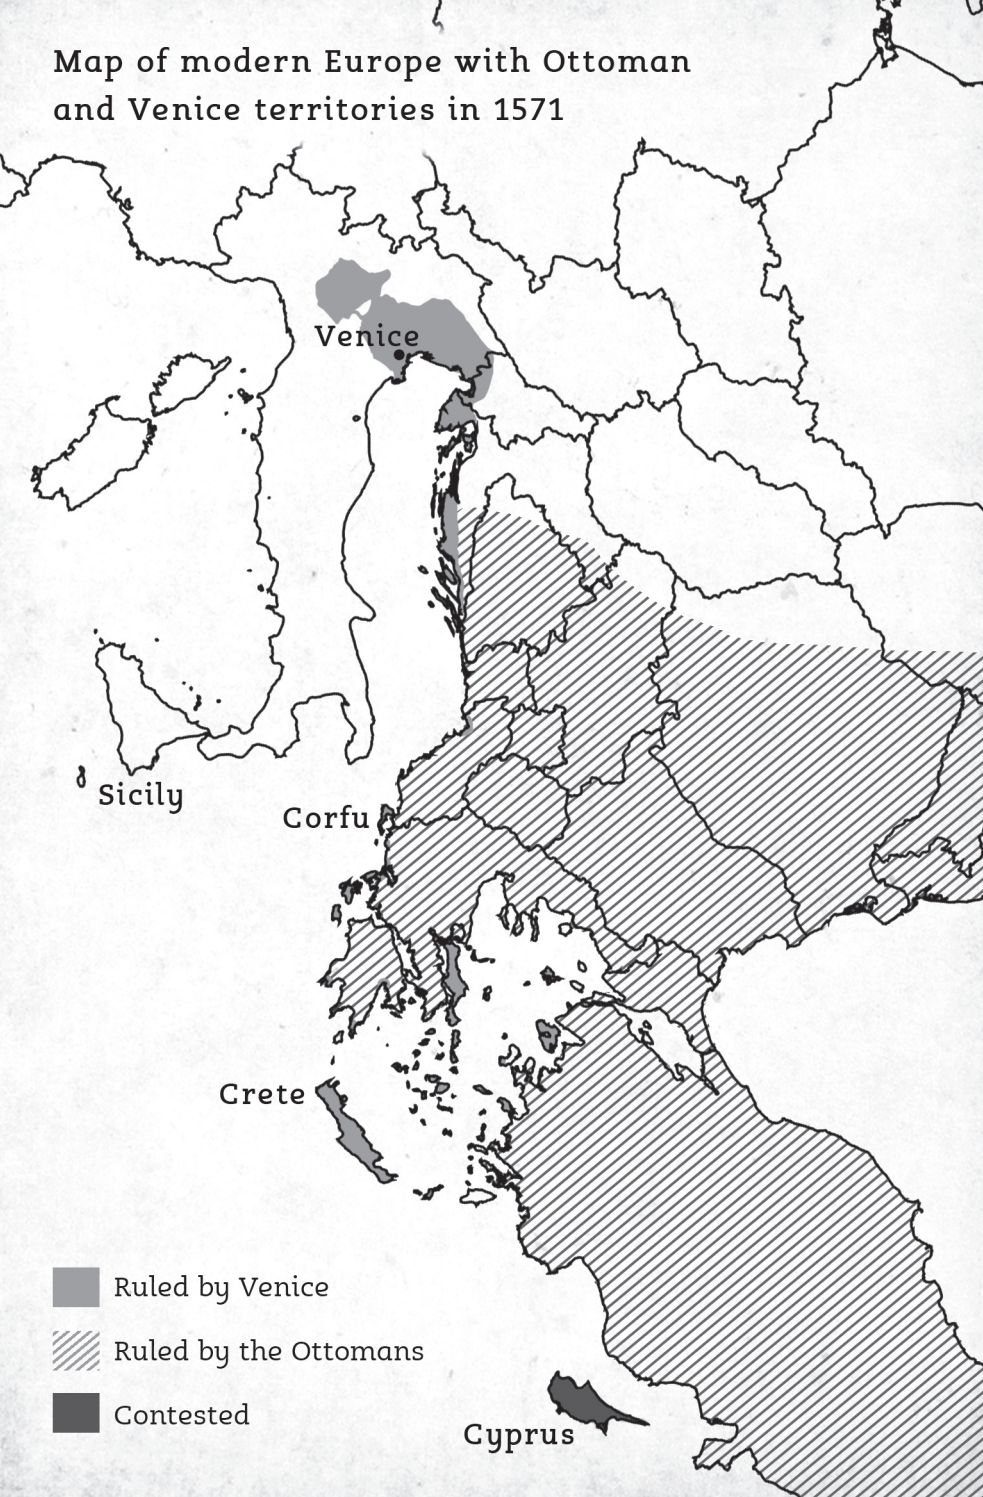 Map of modern Europe with Ottoman
and Venice territories in 1571
Venice
Sicily
Corfu
Crete
Ruled by Venice
Ruled by the Ottomans
Contested
Cyprus